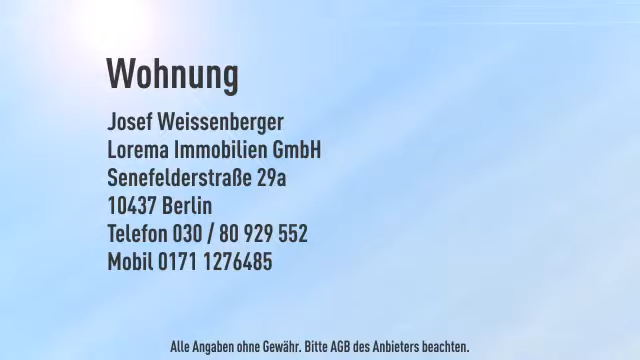 Wohnung
Josef Weissenberger
Lorema Immobilien GmbH
Senefelderstraße 29a
10437 Berlin
Telefon 030 / 80 929 552
Mobil 0171 1276485
Alle Angaben ohne Gewähr. Bitte AGB des Anbieters beachten.